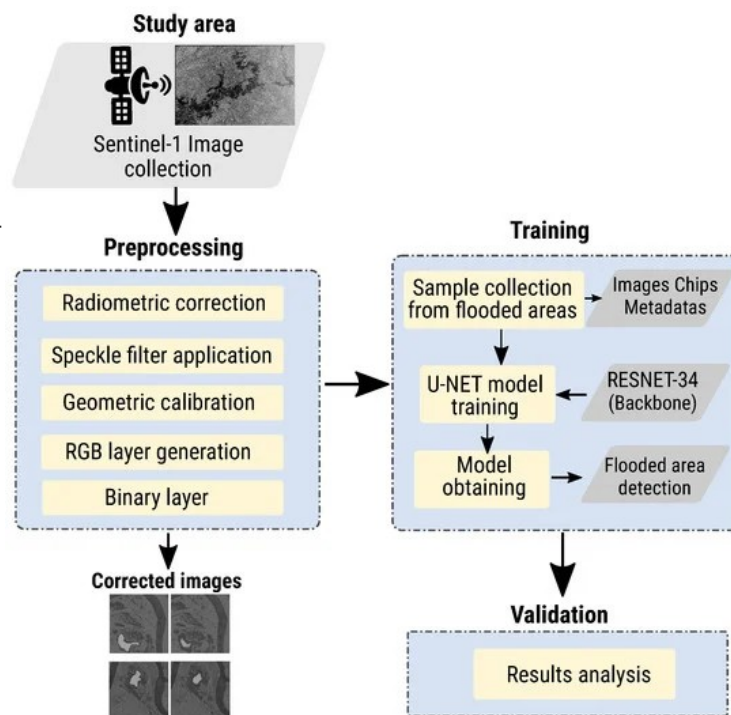 Study area
Sentinel-1 Image
collection
Preprocessing
Radiometric correction
Speckle filter application
Geometric calibration
RGB layer generation
Binary layer
Corrected images
Training
Sample collection
from flooded areas
Images Chips
Metadatas
U-NET model
training
RESNET-34
(Backbone)
Model
obtaining
Flooded area
detection
Validation
Results analysis